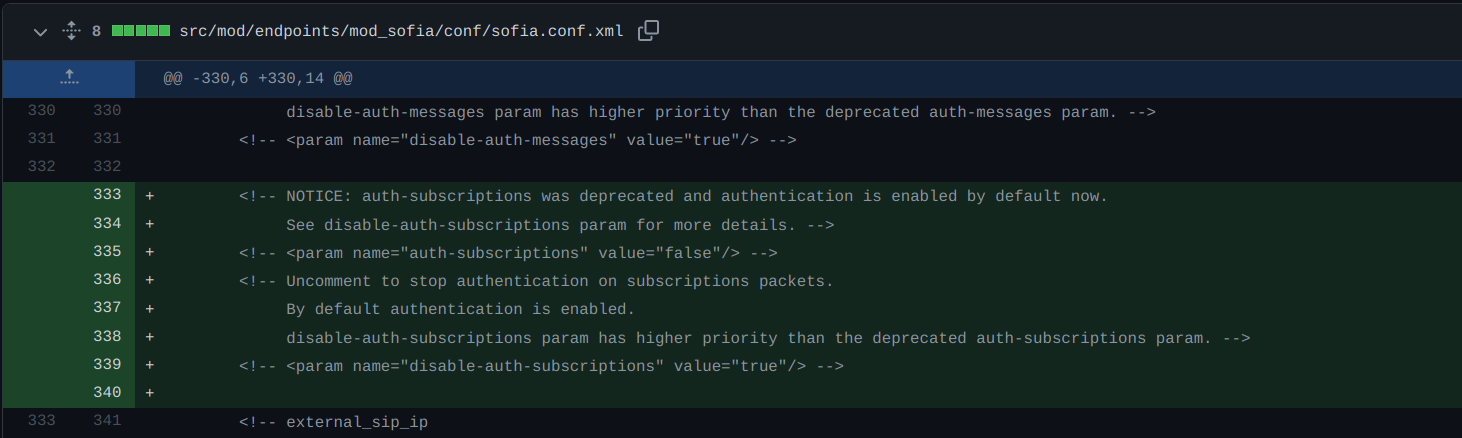 8 src/mod/endpoints/mod_sofia/conf/sofia.conf.xml
@@ -330,6 +330,14 @@
330 330 disable-auth-messages param has higher priority than the deprecated auth-messages param. -->
331 331 <!-- <param name="disable-auth-messages" value="true"/> -->
332 332
333 + <!-- NOTICE: auth-subscriptions was deprecated and authentication is enabled by default now.
334 + See disable-auth-subscriptions param for more details. -->
335 + <!-- <param name="auth-subscriptions" value="false"/> -->
336 + <!-- Uncomment to stop authentication on subscriptions packets.
337 + By default authentication is enabled.
338 + disable-auth-subscriptions param has higher priority than the deprecated auth-subscriptions param. -->
339 + <!-- <param name="disable-auth-subscriptions" value="true"/> -->
340 +
333 341 <!-- external_sip_ip